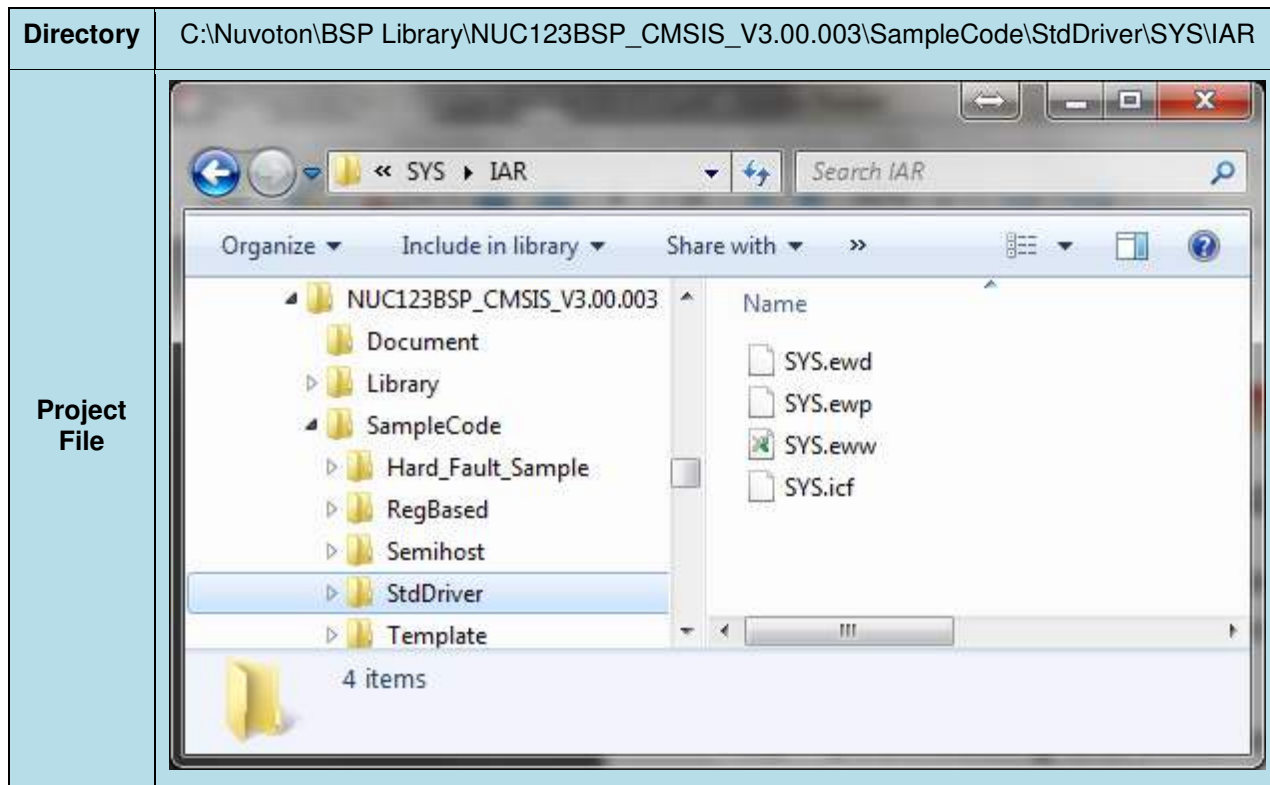 Directory
C:\Nuvoton\BSP Library\NUC123BSP_CMSIS_V3.00.003\SampleCode\StdDriver\SYS\IAR
Project
File
« SYS ▸ IAR
Search IAR
Organize
Include in library
Share with
»
NUC123BSP_CMSIS_V3.00.003
Document
Library
SampleCode
Hard_Fault_Sample
RegBased
Semihost
StdDriver
Template
Name
SYS.ewd
SYS.ewp
SYS.eww
SYS.icf
4 items